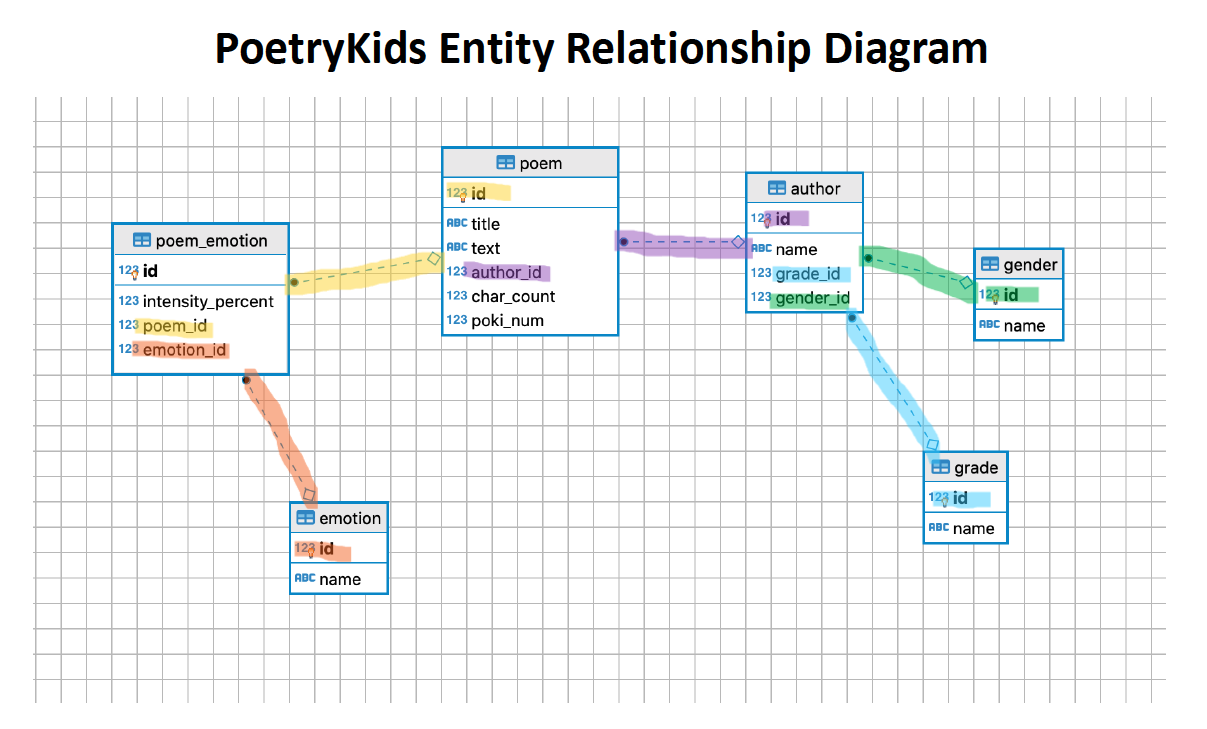 PoetryKids Entity Relationship Diagram
poem_emotion
123 id
123 intensity_percent
123 poem_id
123 emotion_id
poem
123 id
ABC title
ABC text
123 author_id
123 char_count
123 poki_num
author
123 id
ABC name
123 grade_id
123 gender_id
gender
123 id
ABC name
emotion
123 id
ABC name
grade
123 id
ABC name